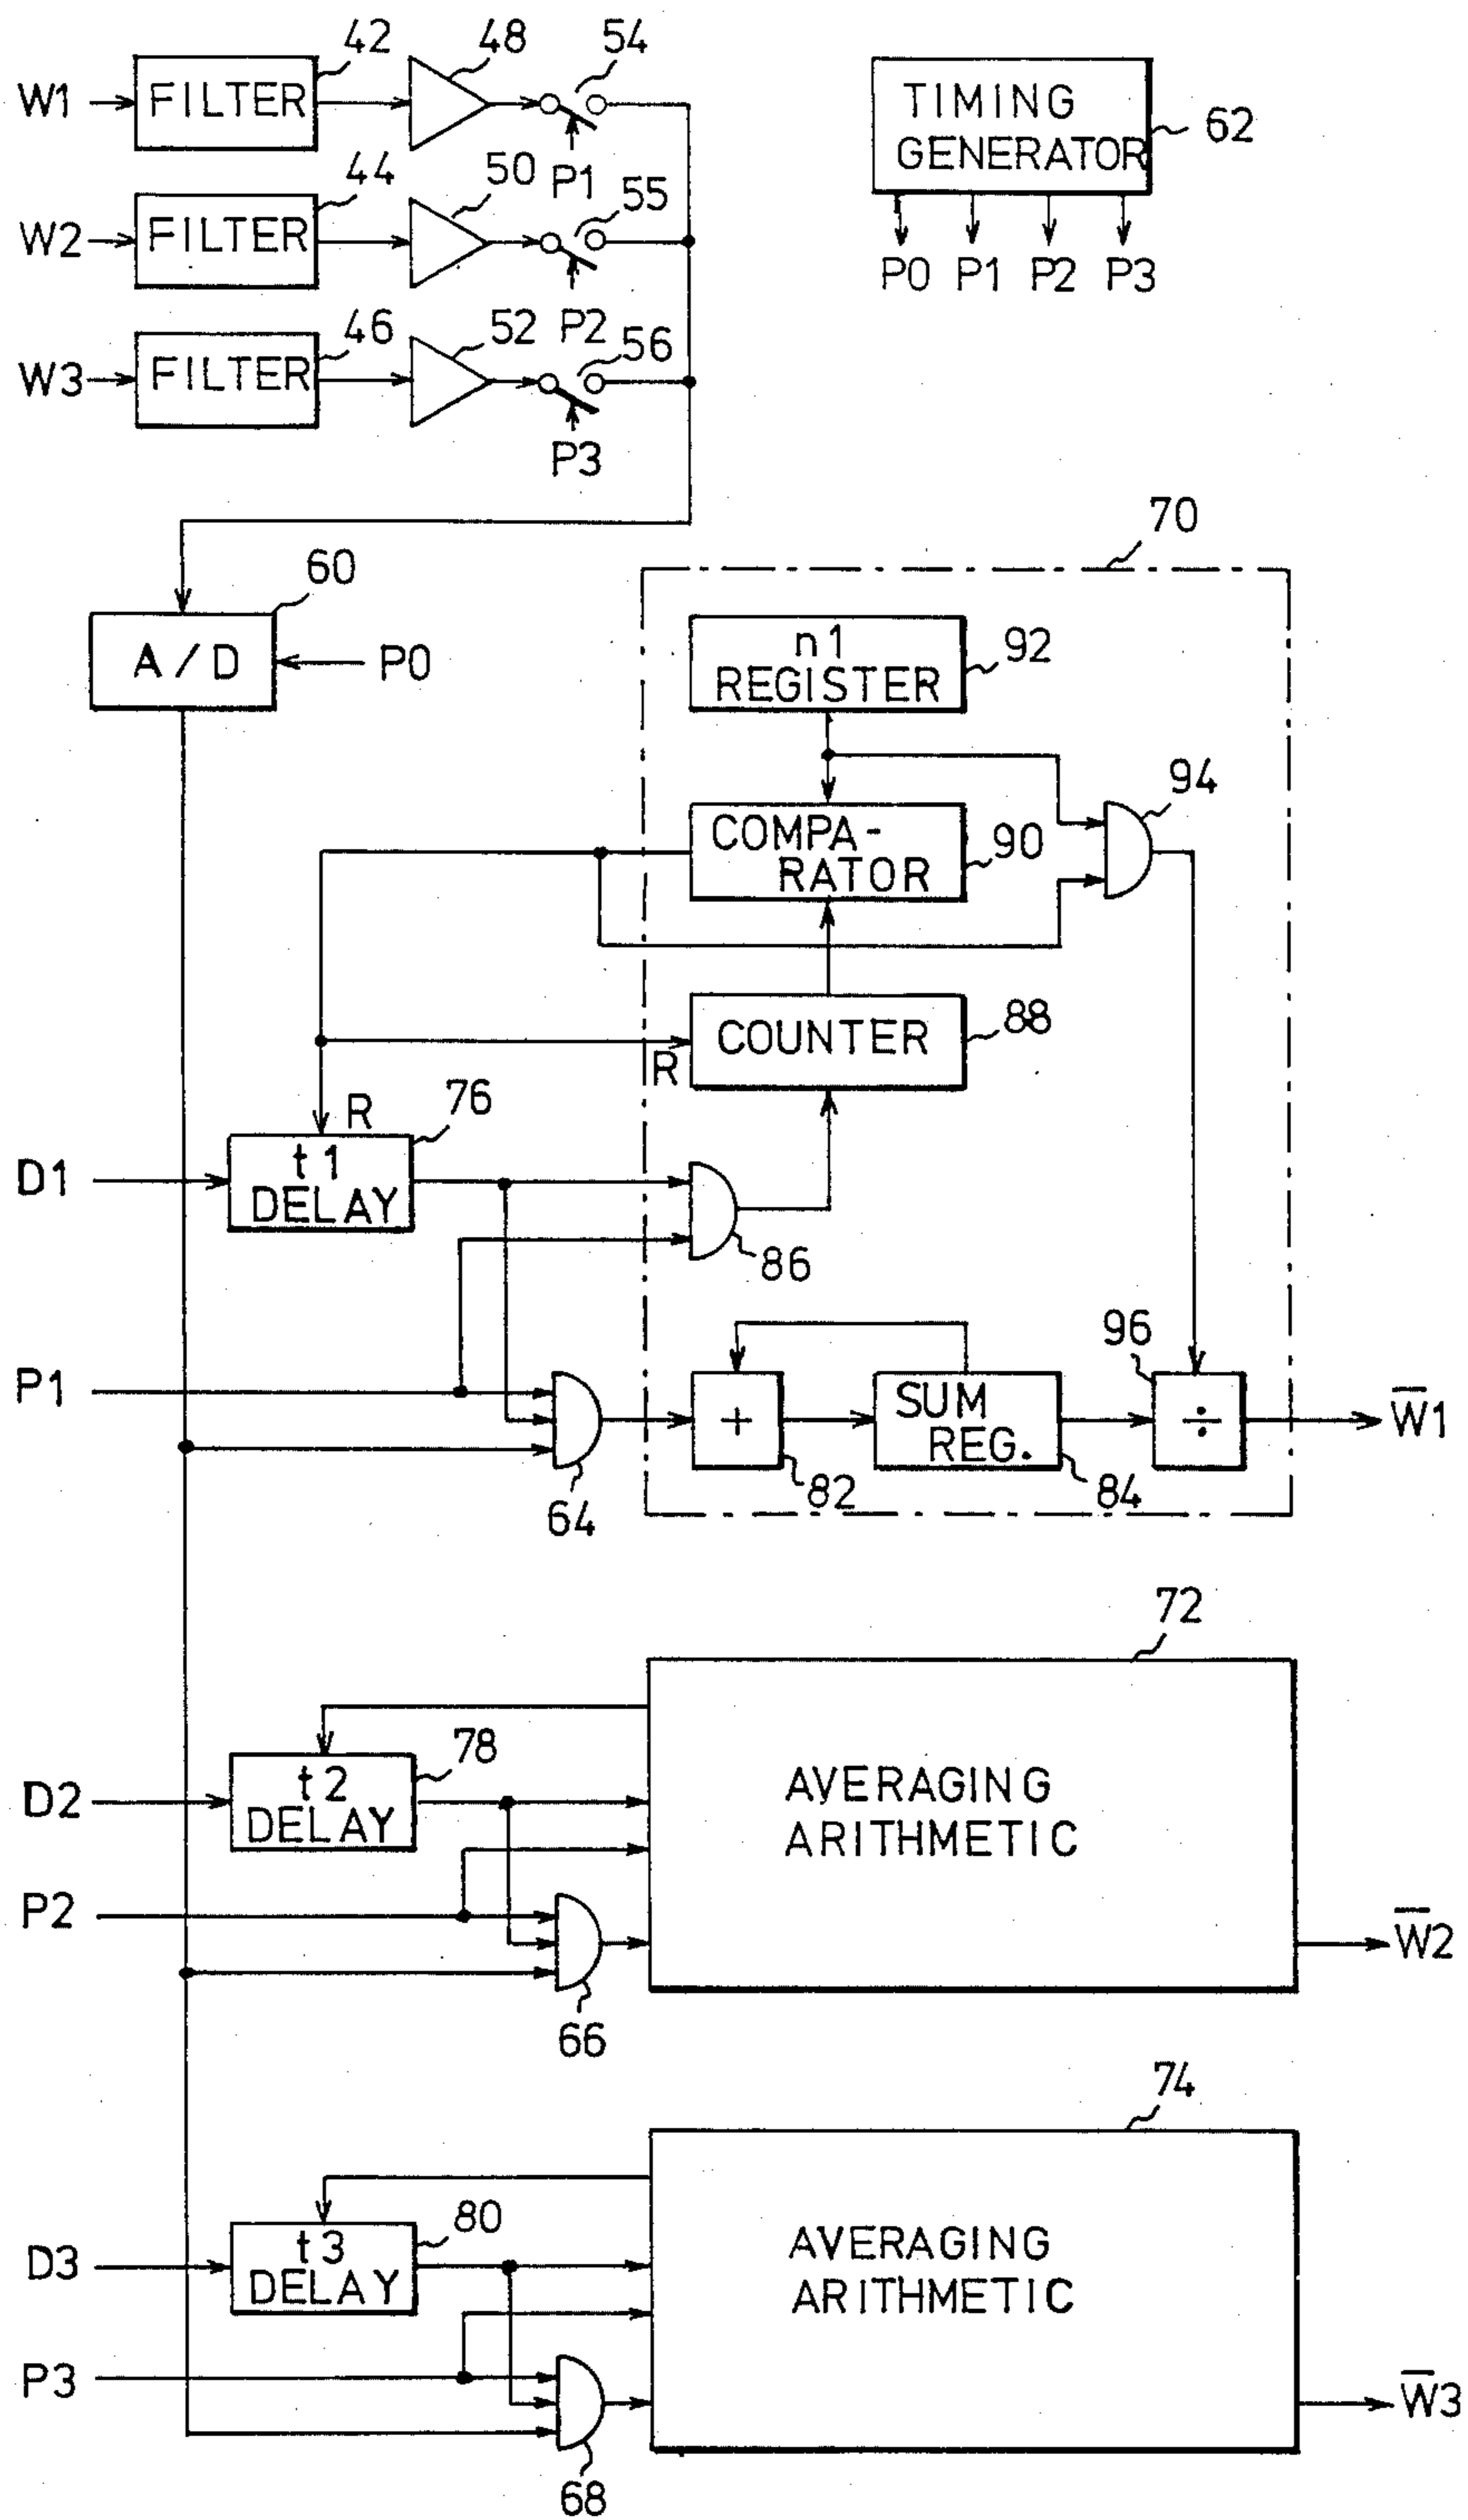 42
48
54
W1
FILTER
P1
TIMING
GENERATOR
62
44
50
55
W2
FILTER
P2
P0 P1 P2 P3
46
52
56
W3
FILTER
P3
70
60
A/D
P0
n1
REGISTER
92
94
COMPA-
RATOR
90
COUNTER
88
R
R
76
D1
t1
DELAY
86
P1
64
+
82
SUM
REG.
84
96
÷
W̅1
72
78
D2
t2
DELAY
AVERAGING
ARITHMETIC
P2
66
W̅2
74
80
D3
t3
DELAY
AVERAGING
ARITHMETIC
P3
68
W̅3